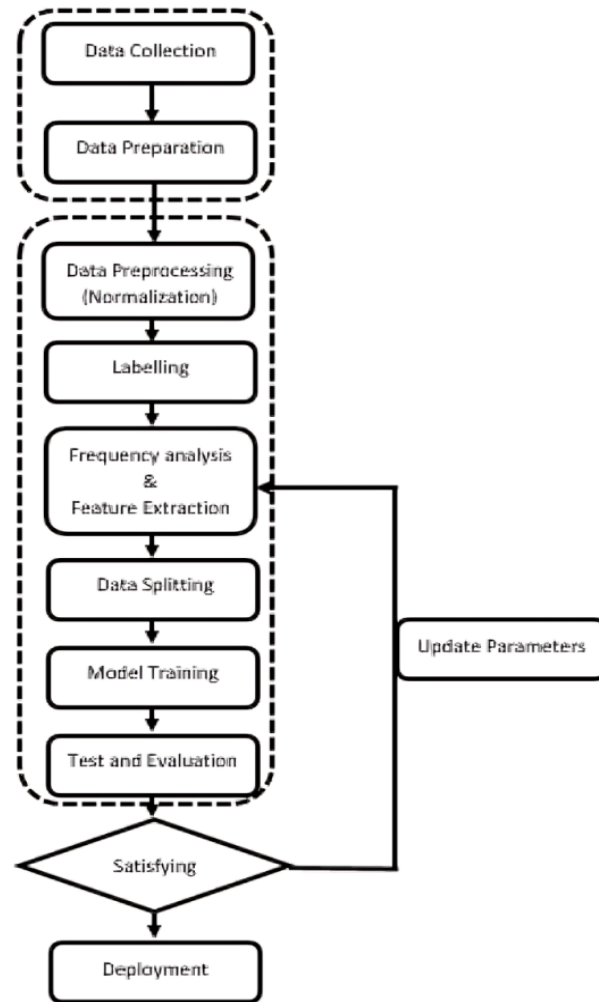 Data Collection
Data Preparation
Data Preprocessing
(Normalization)
Labelling
Frequency analysis
&
Feature Extraction
Data Splitting
Model Training
Update Parameters
Test and Evaluation
Satisfying
Deployment